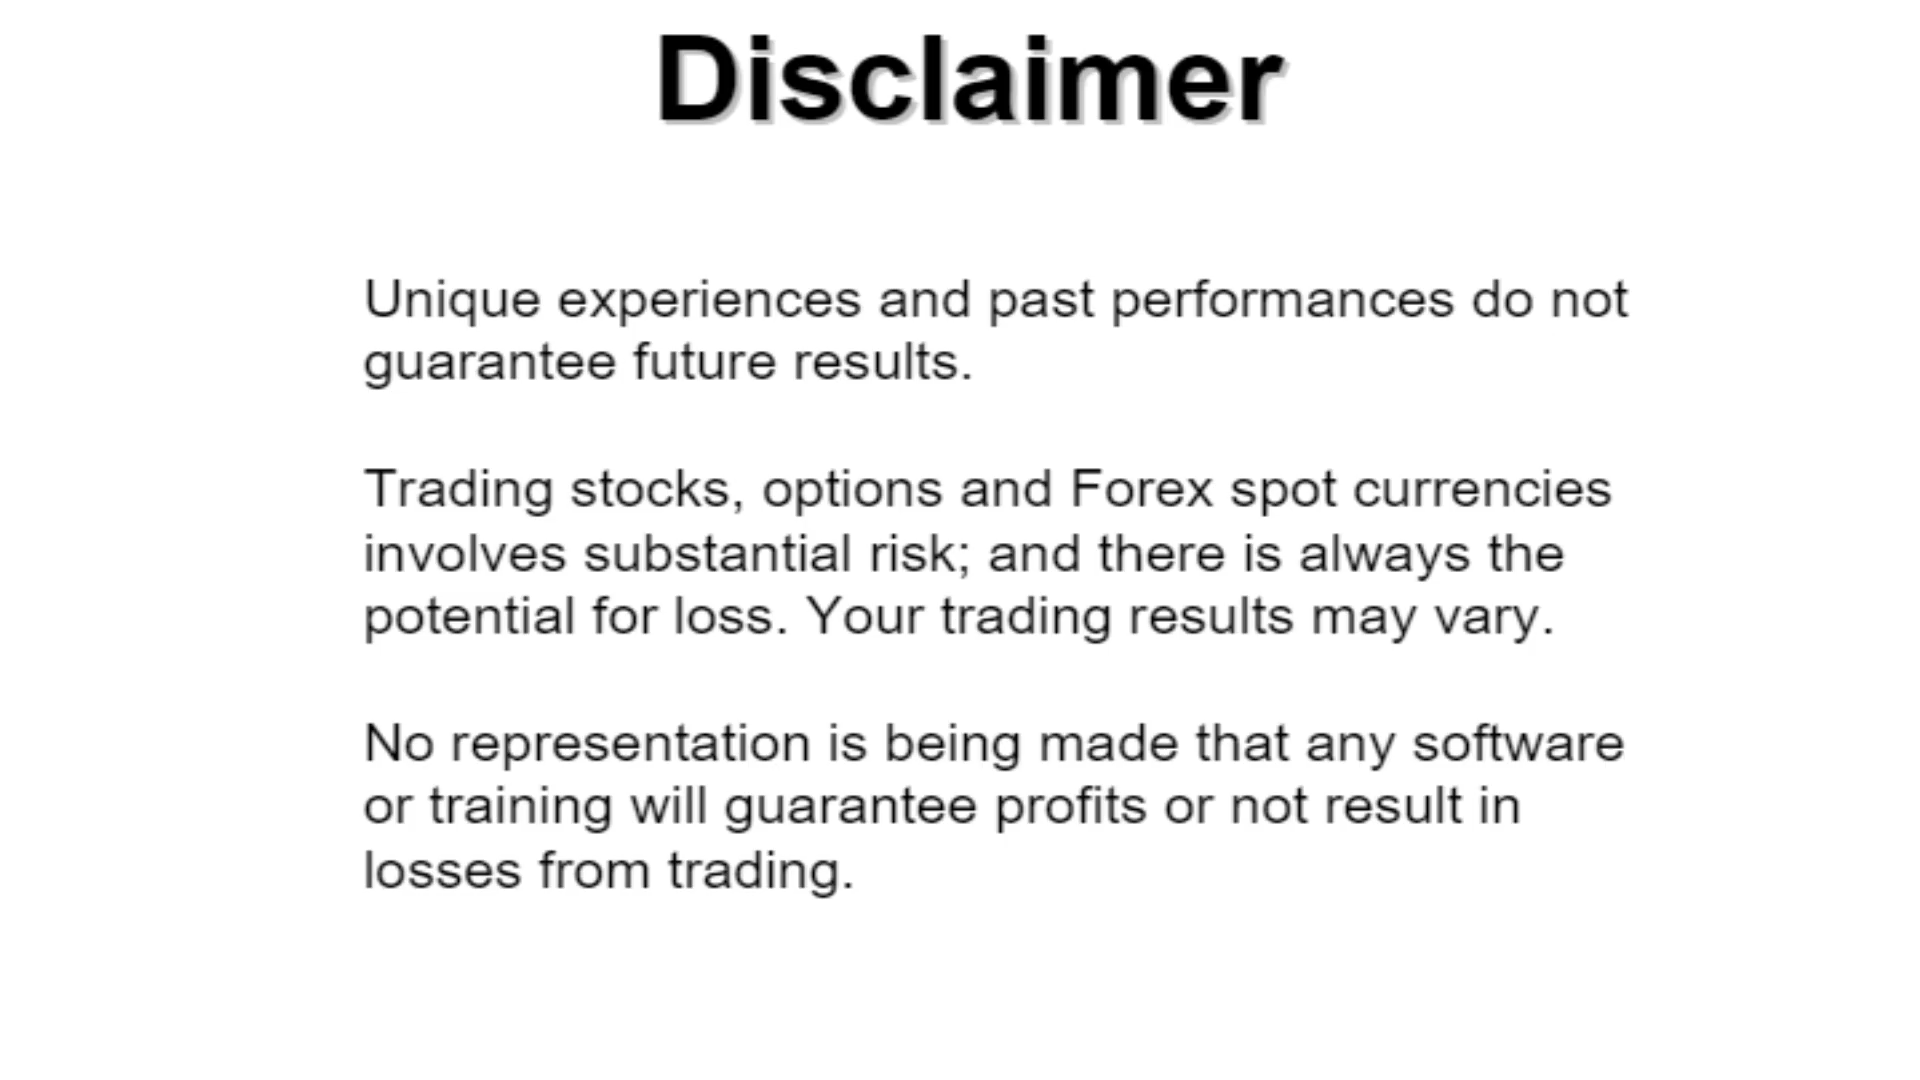 Disclaimer
Unique experiences and past performances do not
guarantee future results.
Trading stocks, options and Forex spot currencies
involves substantial risk; and there is always the
potential for loss. Your trading results may vary.
No representation is being made that any software
or training will guarantee profits or not result in
losses from trading.